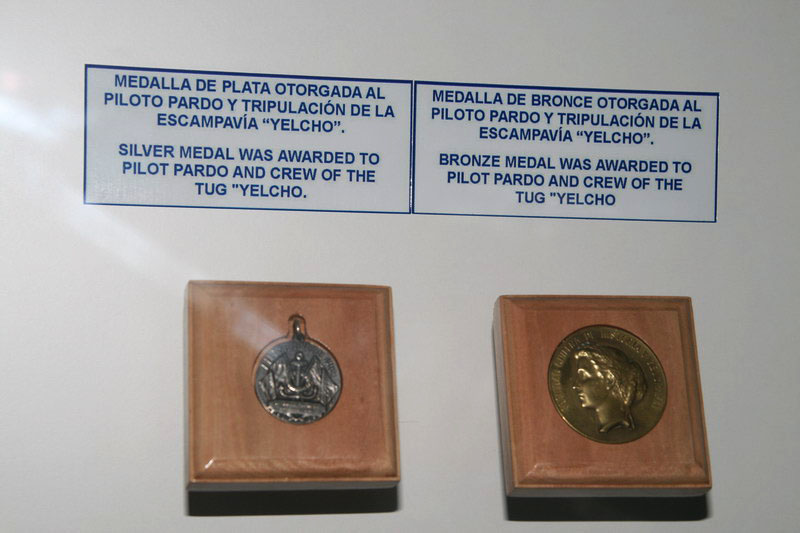 MEDALLA DE PLATA OTORGADA AL
PILOTO PARDO Y TRIPULACIÓN DE LA
ESCAMPAVÍA “YELCHO”.
SILVER MEDAL WAS AWARDED TO
PILOT PARDO AND CREW OF THE
TUG "YELCHO.
MEDALLA DE BRONCE OTORGADA AL
PILOTO PARDO Y TRIPULACIÓN DE LA
ESCAMPAVÍA “YELCHO”.
BRONZE MEDAL WAS AWARDED TO
PILOT PARDO AND CREW OF THE
TUG "YELCHO